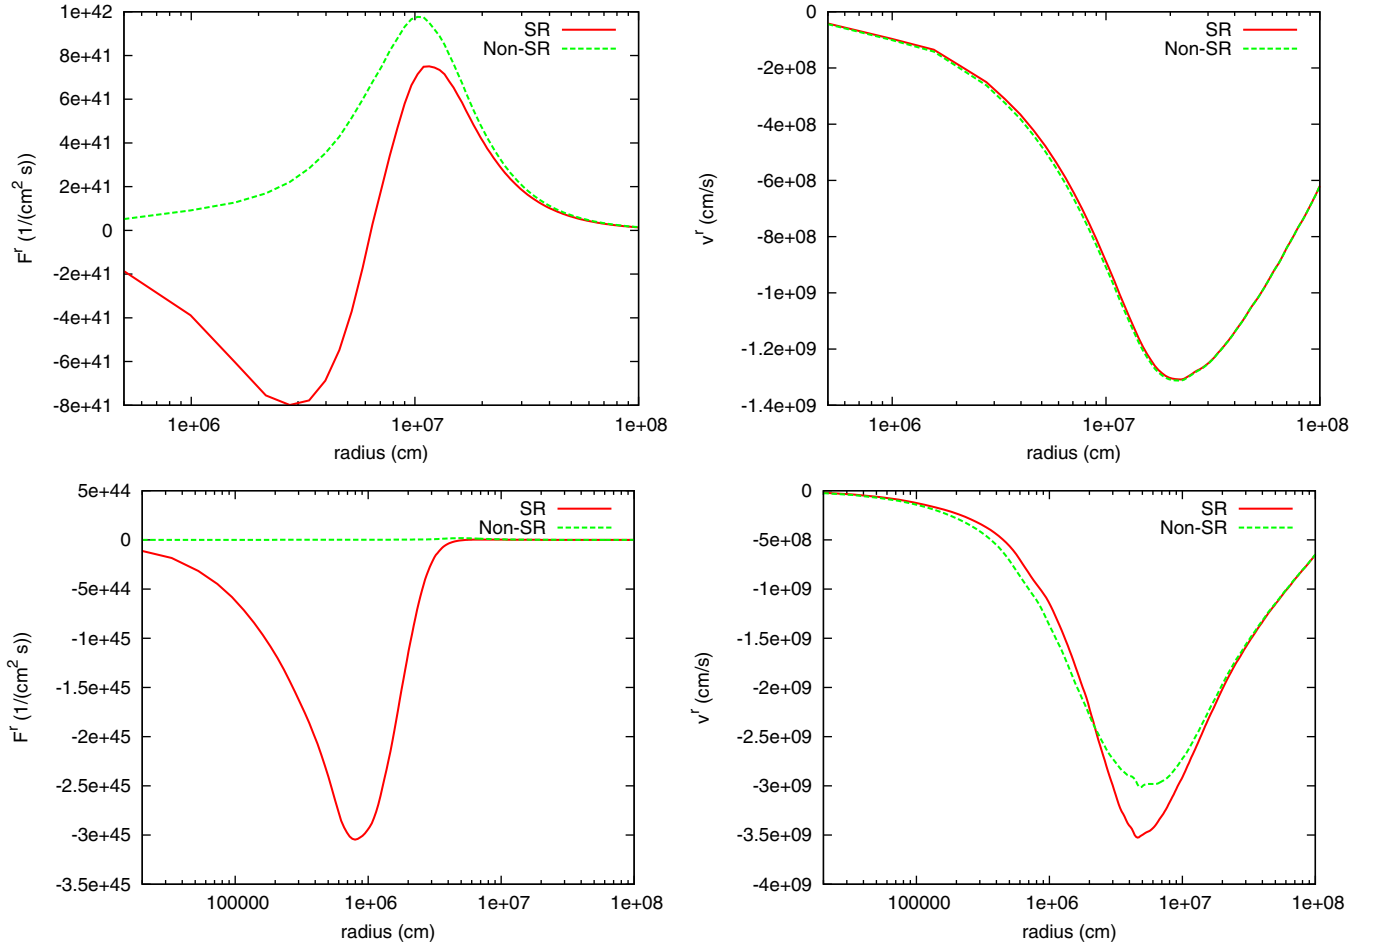 1e+42
8e+41
6e+41
4e+41
2e+41
0
-2e+41
-4e+41
-6e+41
-8e+41
F^r (1/(cm^2 s))
1e+06 1e+07 1e+08
radius (cm)
SR
Non-SR
0
-2e+08
-4e+08
-6e+08
-8e+08
-1e+09
-1.2e+09
-1.4e+09
v^r (cm/s)
1e+06 1e+07 1e+08
radius (cm)
SR
Non-SR
5e+44
0
-5e+44
-1e+45
-1.5e+45
-2e+45
-2.5e+45
-3e+45
-3.5e+45
F^r (1/(cm^2 s))
100000 1e+06 1e+07 1e+08
radius (cm)
SR
Non-SR
0
-5e+08
-1e+09
-1.5e+09
-2e+09
-2.5e+09
-3e+09
-3.5e+09
-4e+09
v^r (cm/s)
100000 1e+06 1e+07 1e+08
radius (cm)
SR
Non-SR